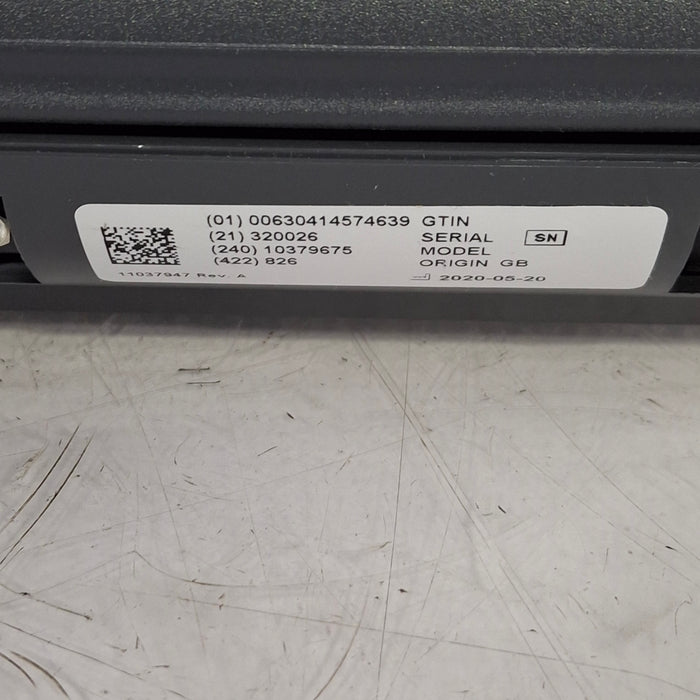 (01) 00630414574639 GTIN
(21) 320026 SERIAL SN
(240) 10379675 MODEL
(422) 826 ORIGIN GB
11037947 Rev. A 2020-05-20